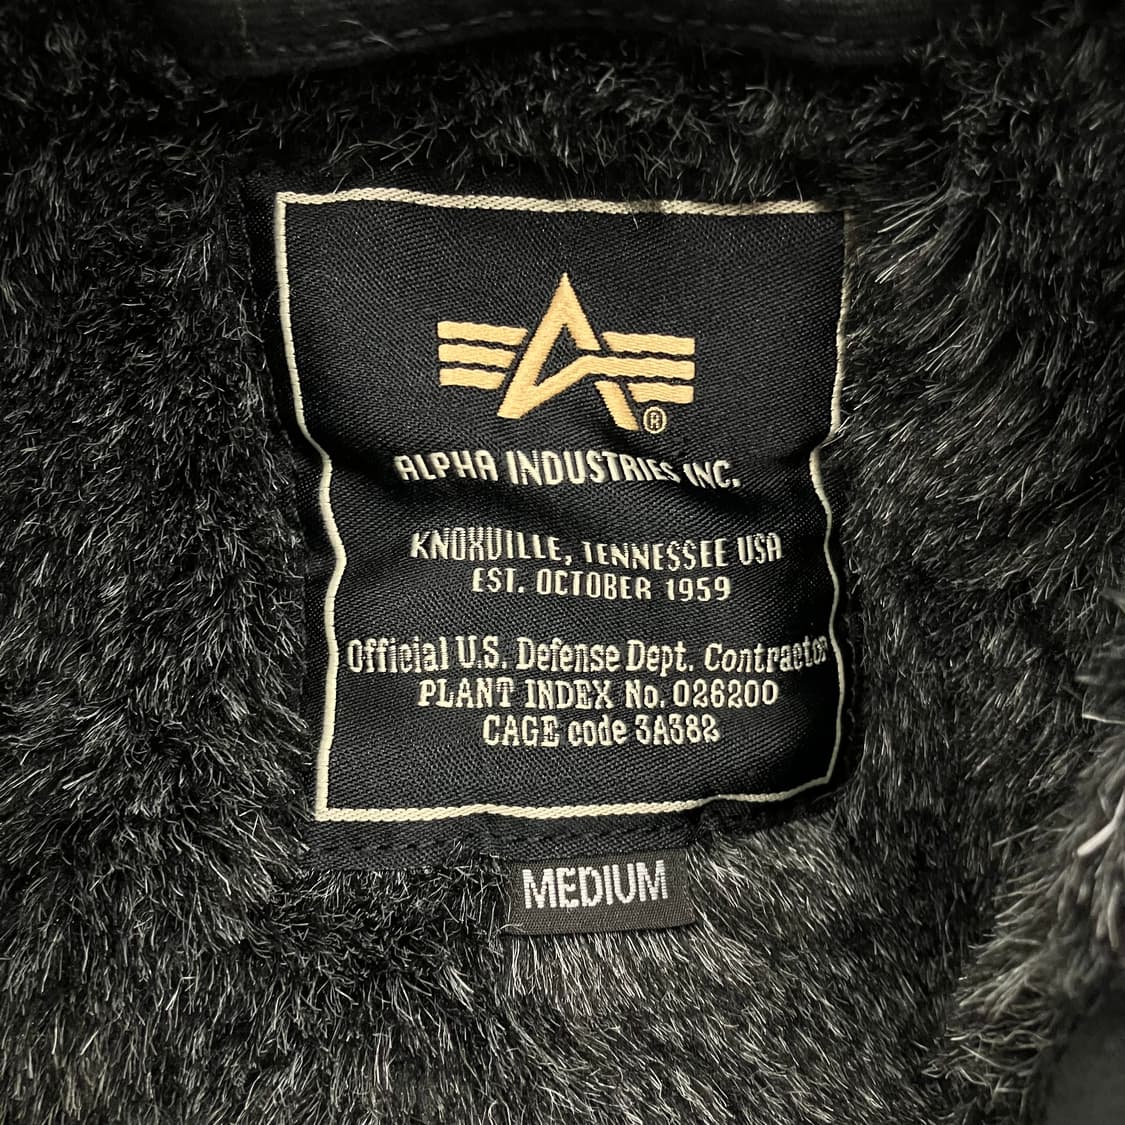 ®
ALPHA INDUSTRIES INC.
KNOXVILLE, TENNESSEE USA
EST. OCTOBER 1959
Official U.S. Defense Dept. Contractor
PLANT INDEX No. 026200
CAGE code 3A382
MEDIUM